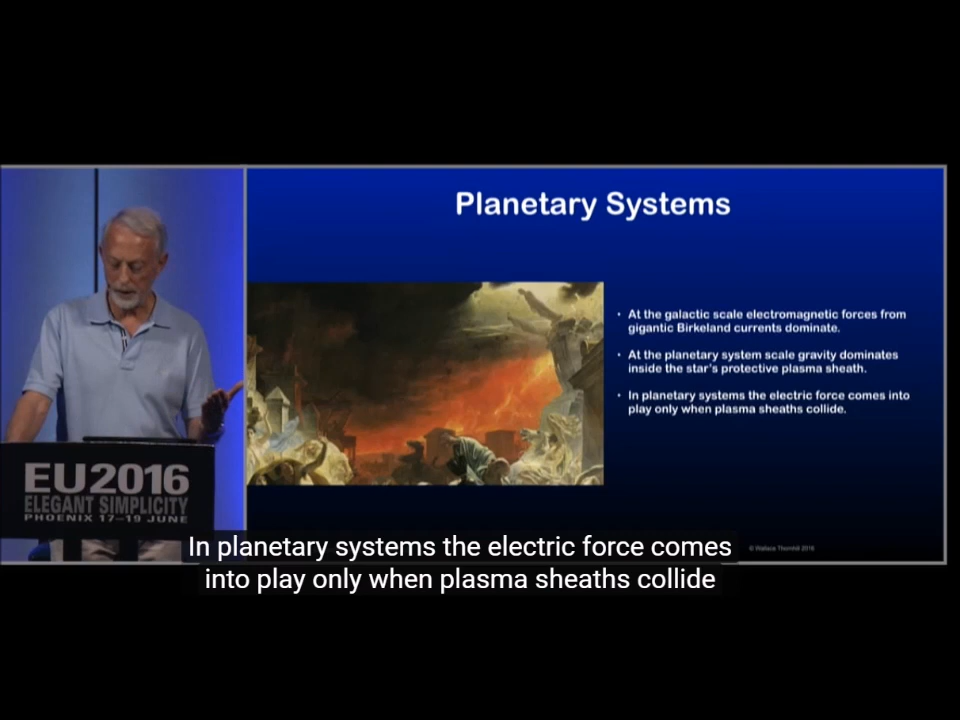 Planetary Systems
• At the galactic scale electromagnetic forces from
gigantic Birkeland currents dominate.
• At the planetary system scale gravity dominates
inside the star's protective plasma sheath.
• In planetary systems the electric force comes into
play only when plasma sheaths collide.
EU2016
ELEGANT SIMPLICITY
PHOENIX 17–19 JUNE
© Wallace Thornhill 2016
In planetary systems the electric force comes
into play only when plasma sheaths collide